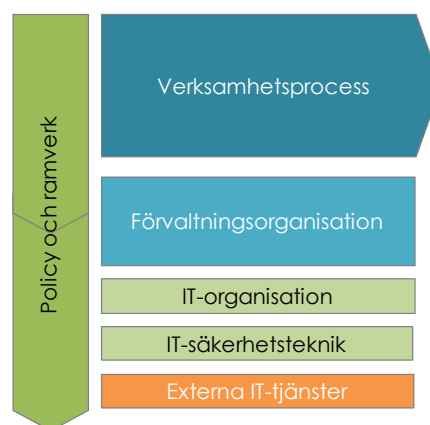 Policy och ramverk
Verksamhetsprocess
Förvaltningsorganisation
IT-organisation
IT-säkerhetsteknik
Externa IT-tjänster